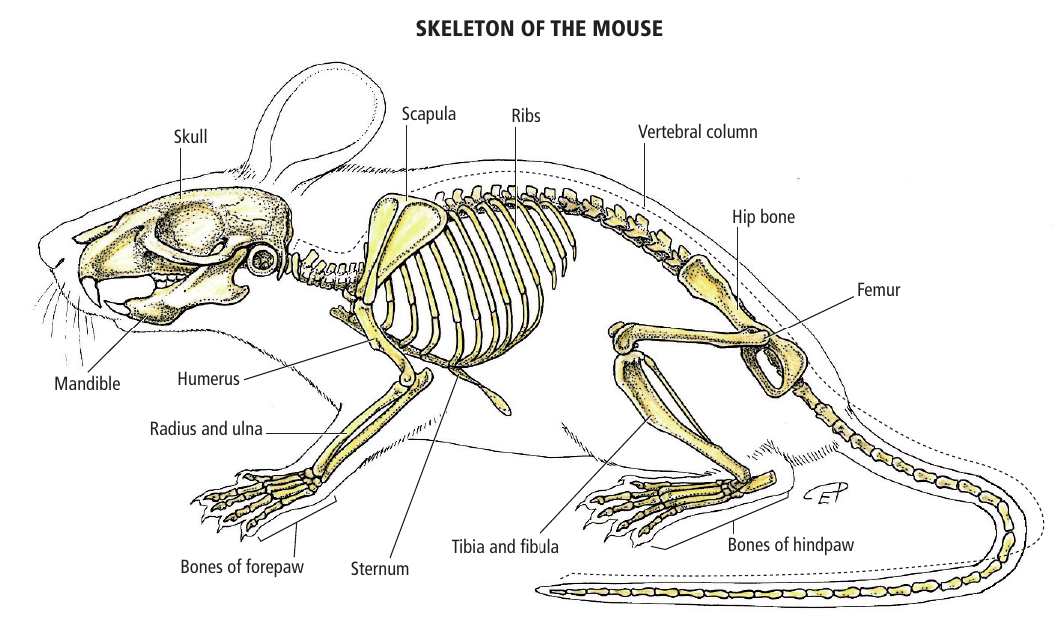 SKELETON OF THE MOUSE
Scapula
Ribs
Skull
Vertebral column
Hip bone
Femur
Mandible
Humerus
Radius and ulna
Bones of forepaw
Sternum
Tibia and fibula
Bones of hindpaw
CEP